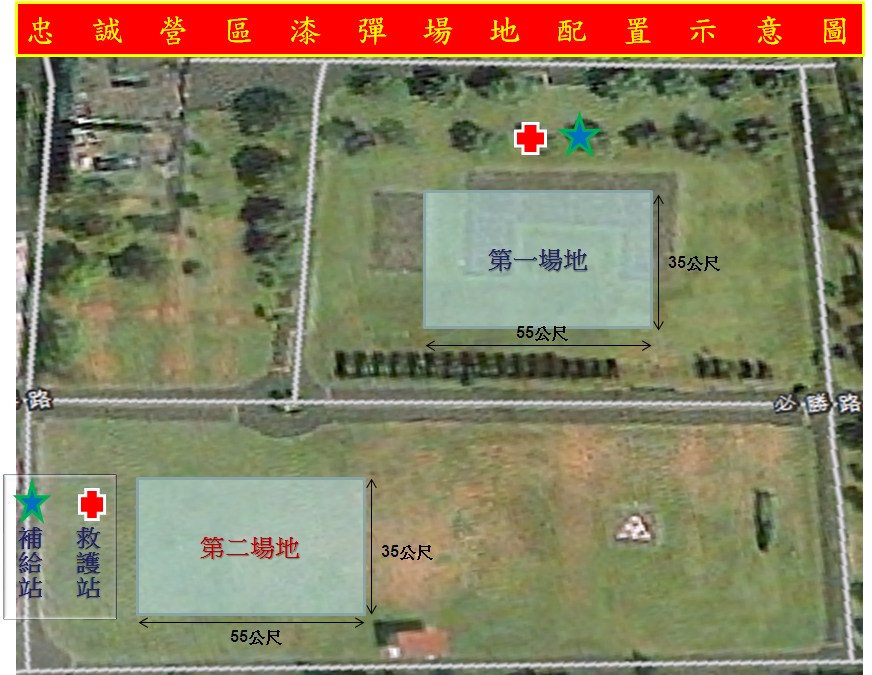 忠誠營區漆彈場地配置示意圖
第一場地
35公尺
55公尺
路
必勝路
補給站
救護站
第二場地
35公尺
55公尺